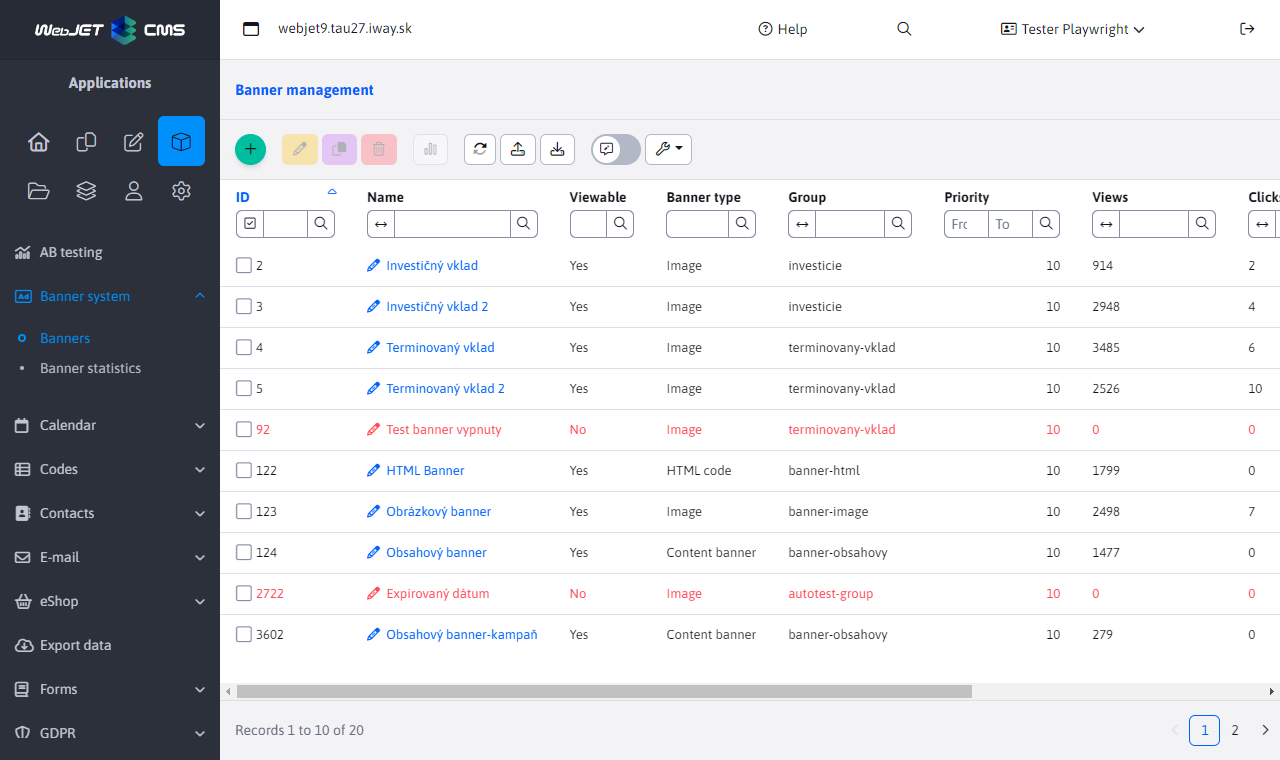 WebJET CMS
webjet9.tau27.iway.sk
Help
Tester Playwright
Applications
Banner management
AB testing
Banner system
Banners
Banner statistics
Calendar
Codes
Contacts
E-mail
eShop
Export data
Forms
GDPR
ID Name Viewable Banner type Group Priority Views Clicks
Frc To
2 Investičný vklad Yes Image investicie 10 914 2
3 Investičný vklad 2 Yes Image investicie 10 2948 4
4 Terminovaný vklad Yes Image terminovany-vklad 10 3485 6
5 Terminovaný vklad 2 Yes Image terminovany-vklad 10 2526 10
92 Test banner vypnuty No Image terminovany-vklad 10 0 0
122 HTML Banner Yes HTML code banner-html 10 1799 0
123 Obrázkový banner Yes Image banner-image 10 2498 7
124 Obsahový banner Yes Content banner banner-obsahovy 10 1477 0
2722 Expirovaný dátum No Image autotest-group 10 0 0
3602 Obsahový banner-kampaň Yes Content banner banner-obsahovy 10 279 0
Records 1 to 10 of 20
1 2